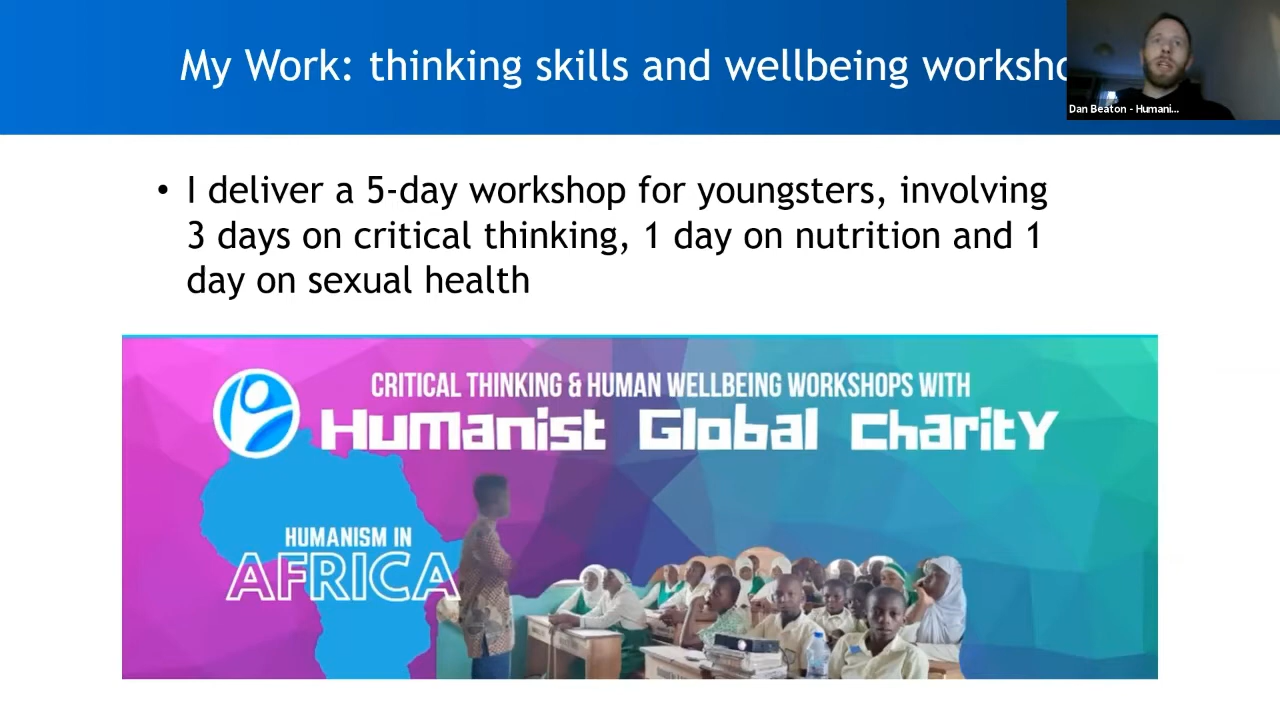 My Work: thinking skills and wellbeing
Dan Beaton - Humani...
• I deliver a 5-day workshop for youngsters, involving
3 days on critical thinking, 1 day on nutrition and 1
day on sexual health
CRITICAL THINKING & HUMAN WELLBEING WORKSHOPS WITH
Humanist Global Charity
HUMANISM IN
AFRICA